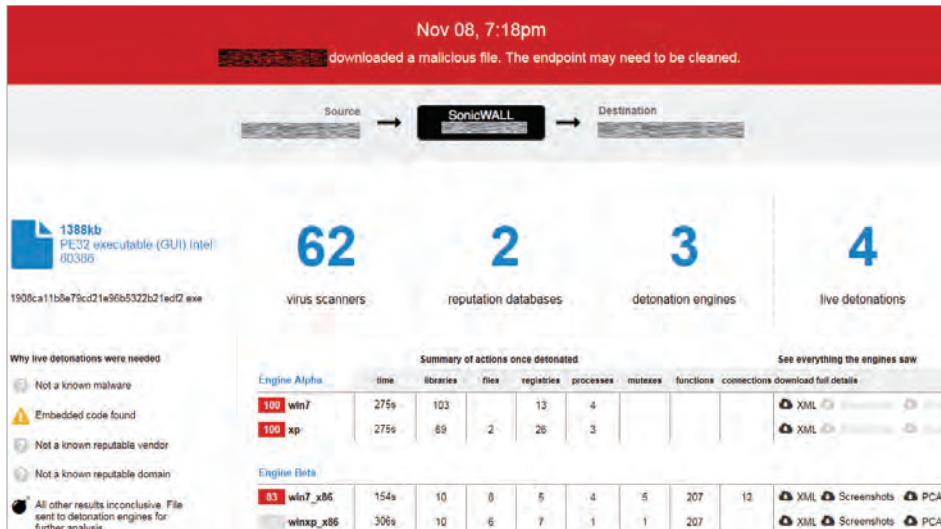 Nov 08, 7:18pm
downloaded a malicious file. The endpoint may need to be cleaned.
Source
SonicWALL
Destination
1388kb
PE32 executable (GUI) Intel
80386
1908ca11b8e79cd21e96b5322b21edf2.exe
62
virus scanners
2
reputation databases
3
detonation engines
4
live detonations
Why live detonations were needed
Not a known malware
Embedded code found
Not a known reputable vendor
Not a known reputable domain
All other results inconclusive. File
sent to detonation engines for
further analysis
Summary of actions once detonated
See everything the engines saw
Engine Alpha time libraries files registries processes mutexes functions connections download full details
100 win7 275s 103 13 4 XML
100 xp 275s 69 2 26 3 XML
Engine Beta
83 win7_x86 154s 10 8 5 4 5 207 12 XML Screenshots PCA
winxp_x86 306s 10 6 7 1 1 207 XML Screenshots PCA